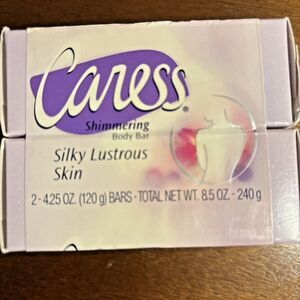 Caress®
Shimmering
Body Bar
Silky Lustrous
Skin
2 - 4.25 OZ. (120 g) BARS - TOTAL NET WT. 8.5 OZ. - 240 g